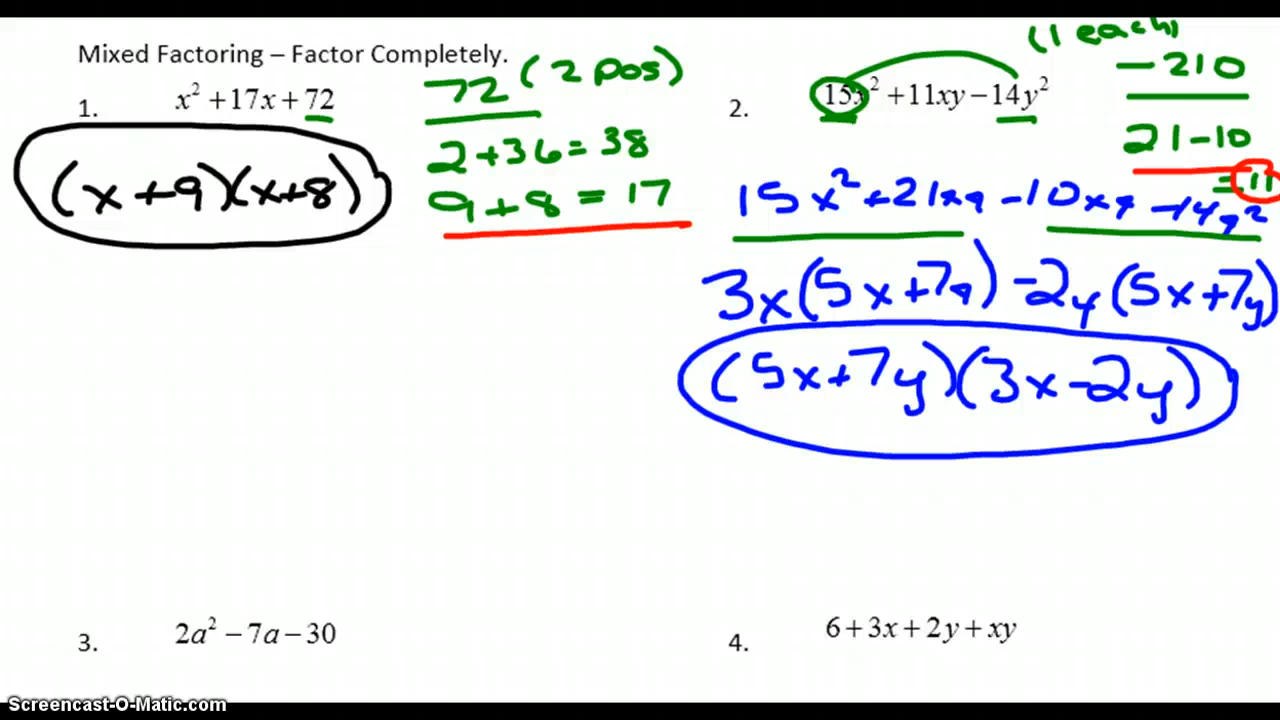 Mixed Factoring – Factor Completely.
1. x² +17x + 72
72 (2 pos)
2+36=38
9+8=17
(x+9)(x+8)
2. 15x² +11xy −14y²
(1 each)
-210
21-10
=11
15x²+21xy-10xy-14y²
3x(5x+7y)-2y(5x+7y)
(5x+7y)(3x-2y)
3. 2a² − 7a − 30
4. 6 + 3x + 2y + xy
Screencast-O-Matic.com